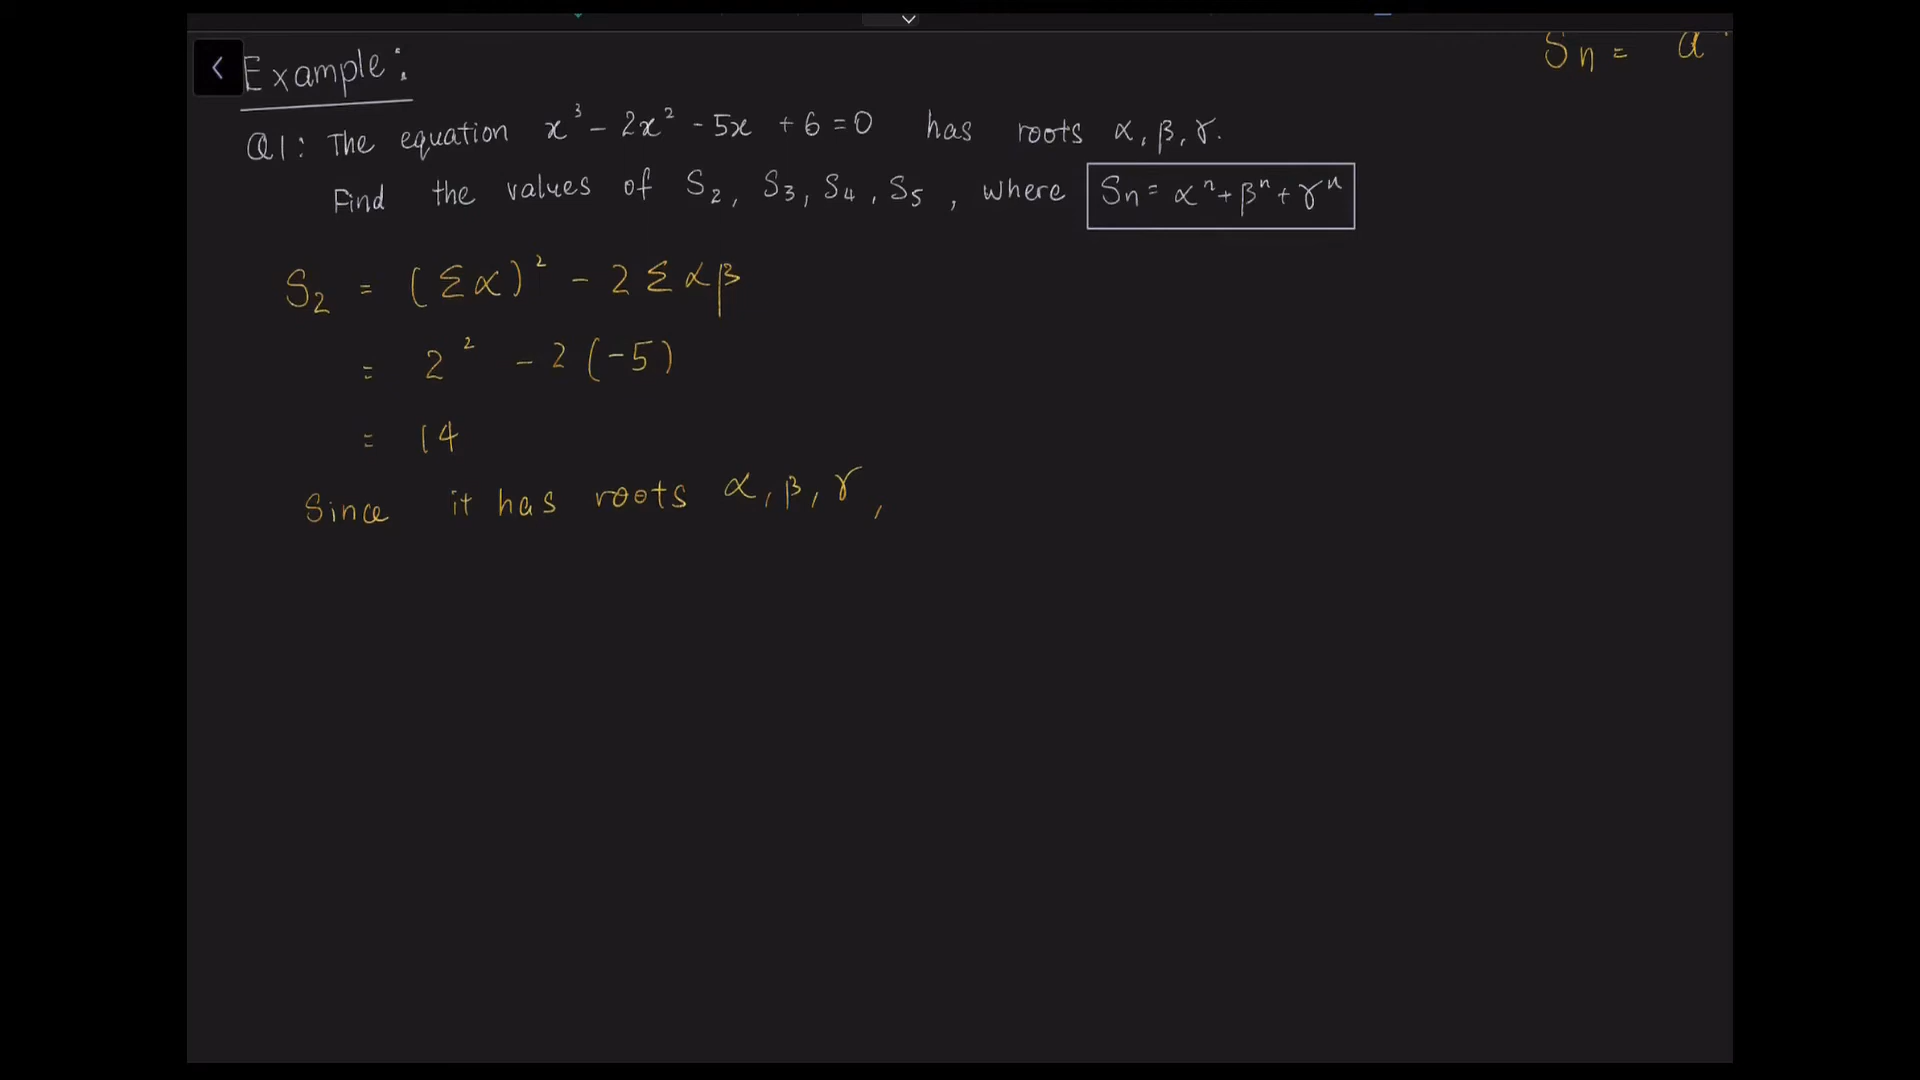 Sn = α
Example:
Q1: The equation x³ - 2x² - 5x + 6 = 0 has roots α, β, γ.
Find the values of S₂, S₃, S₄, S₅, where Sn = αⁿ + βⁿ + γⁿ
S₂ = (Σα)² - 2Σαβ
= 2² - 2(-5)
= 14
Since it has roots α, β, γ,